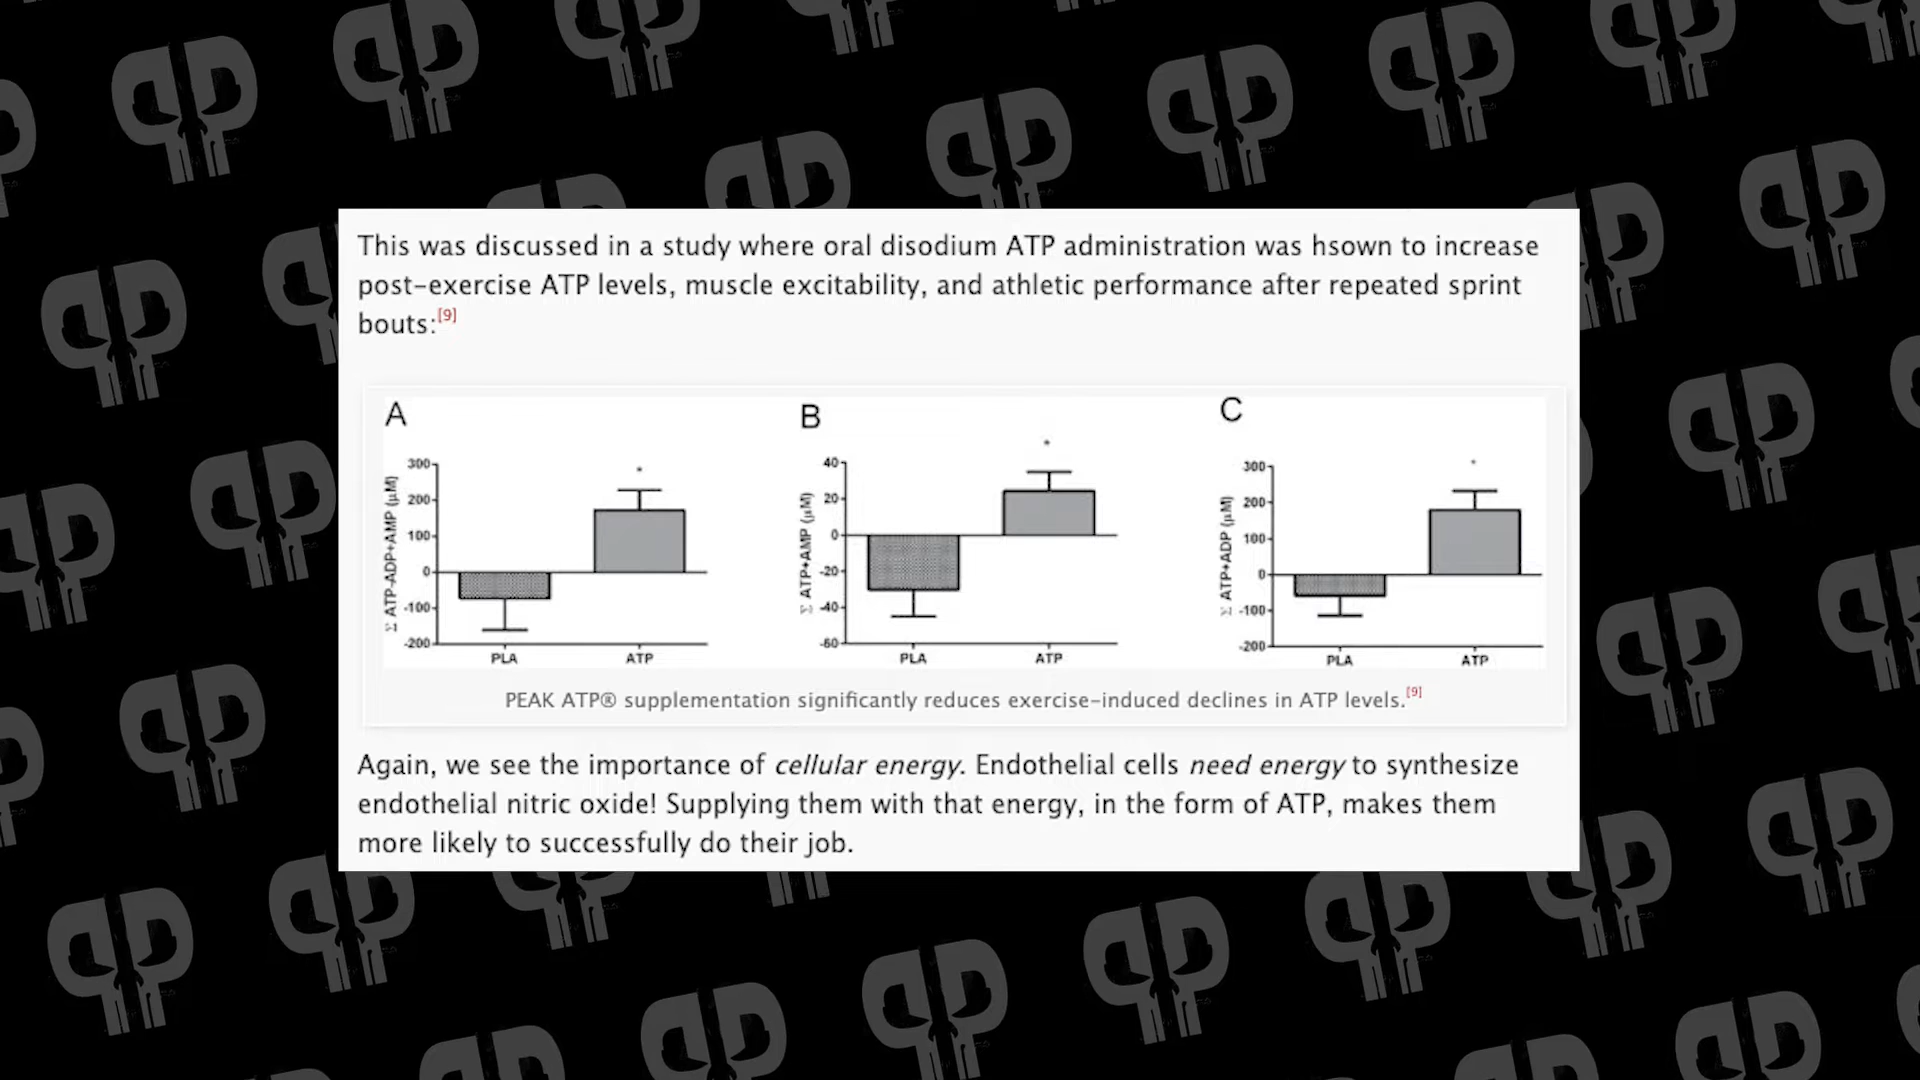 This was discussed in a study where oral disodium ATP administration was hsown to increase
post-exercise ATP levels, muscle excitability, and athletic performance after repeated sprint
bouts:[9]
A
B
C
Σ ATP-ADP+AMP (µM)
300
200
100
0
-100
-200
*
PLA ATP
Σ ATP+AMP (µM)
40
20
0
-20
-40
-60
*
PLA ATP
Σ ATP+ADP (µM)
300
200
100
0
-100
-200
*
PLA ATP
PEAK ATP® supplementation significantly reduces exercise-induced declines in ATP levels.[9]
Again, we see the importance of cellular energy. Endothelial cells need energy to synthesize
endothelial nitric oxide! Supplying them with that energy, in the form of ATP, makes them
more likely to successfully do their job.